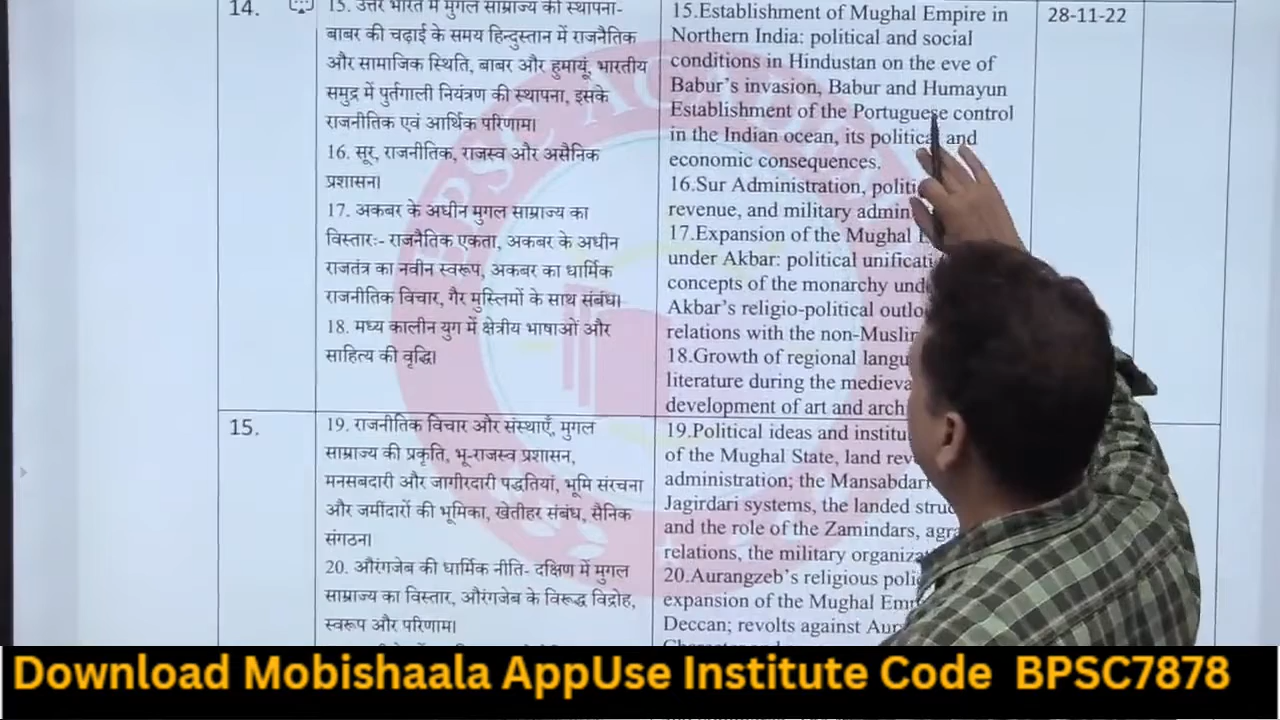 14.
15. उत्तर भारत में मुगल साम्राज्य की स्थापना-
बाबर की चढ़ाई के समय हिन्दुस्तान में राजनैतिक
और सामाजिक स्थिति, बाबर और हुमायूं, भारतीय
समुद्र में पुर्तगाली नियंत्रण की स्थापना, इसके
राजनीतिक एवं आर्थिक परिणाम।
16. सूर, राजनीतिक, राजस्व और असैनिक
प्रशासन।
17. अकबर के अधीन मुगल साम्राज्य का
विस्तारः- राजनैतिक एकता, अकबर के अधीन
राजतंत्र का नवीन स्वरूप, अकबर का धार्मिक
राजनीतिक विचार, गैर मुस्लिमों के साथ संबंध।
18. मध्य कालीन युग में क्षेत्रीय भाषाओं और
साहित्य की वृद्धि।
15.Establishment of Mughal Empire in
Northern India: political and social
conditions in Hindustan on the eve of
Babur's invasion, Babur and Humayun
Establishment of the Portuguese control
in the Indian ocean, its political and
economic consequences.
16.Sur Administration, politi
revenue, and military admin
17.Expansion of the Mughal
under Akbar: political unificati
concepts of the monarchy und
Akbar's religio-political outlo
relations with the non-Muslim
18.Growth of regional langu
literature during the medieva
development of art and arch
28-11-22
15.
19. राजनीतिक विचार और संस्थाएँ, मुगल
साम्राज्य की प्रकृति, भू-राजस्व प्रशासन,
मनसबदारी और जागीरदारी पद्धतियां, भूमि संरचना
और जमींदारों की भूमिका, खेतीहर संबंध, सैनिक
संगठन।
20. औरंगजेब की धार्मिक नीति- दक्षिण में मुगल
साम्राज्य का विस्तार, औरंगजेब के विरूद्ध विद्रोह,
स्वरूप और परिणाम।
19.Political ideas and institu
of the Mughal State, land rev
administration; the Mansabdari
Jagirdari systems, the landed struc
and the role of the Zamindars, agra
relations, the military organiza
20.Aurangzeb's religious poli
expansion of the Mughal Em
Deccan; revolts against Aur
Download Mobishaala AppUse Institute Code BPSC7878